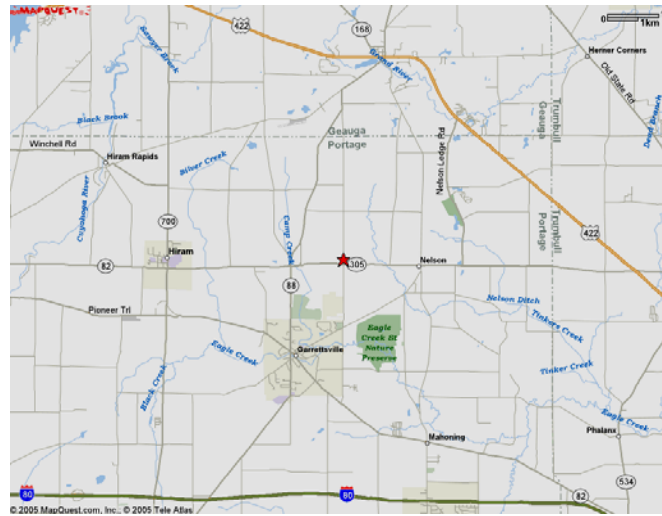 MAPQUEST
422
168
0
1km
Sawyer Brook
Grand River
Herner Corners
Old State Rd
Black Brook
Trumbull
Geauga
Dead Branch
Winchell Rd
Geauga
Portage
Nelson Ledge Rd
Hiram Rapids
Silver Creek
Cuyahoga River
Camp Creek
Trumbull
Portage
700
422
Hiram
82
305
Nelson
88
Nelson Ditch
Pioneer Trl
Tinkers Creek
Eagle
Creek St
Nature
Preserve
Eagle Creek
Garrettsville
Tinker Creek
Black Creek
Eagle Creek
Mahoning
Phalanx
534
80
80
82
© 2005 MapQuest.com, Inc., © 2005 Tele Atlas